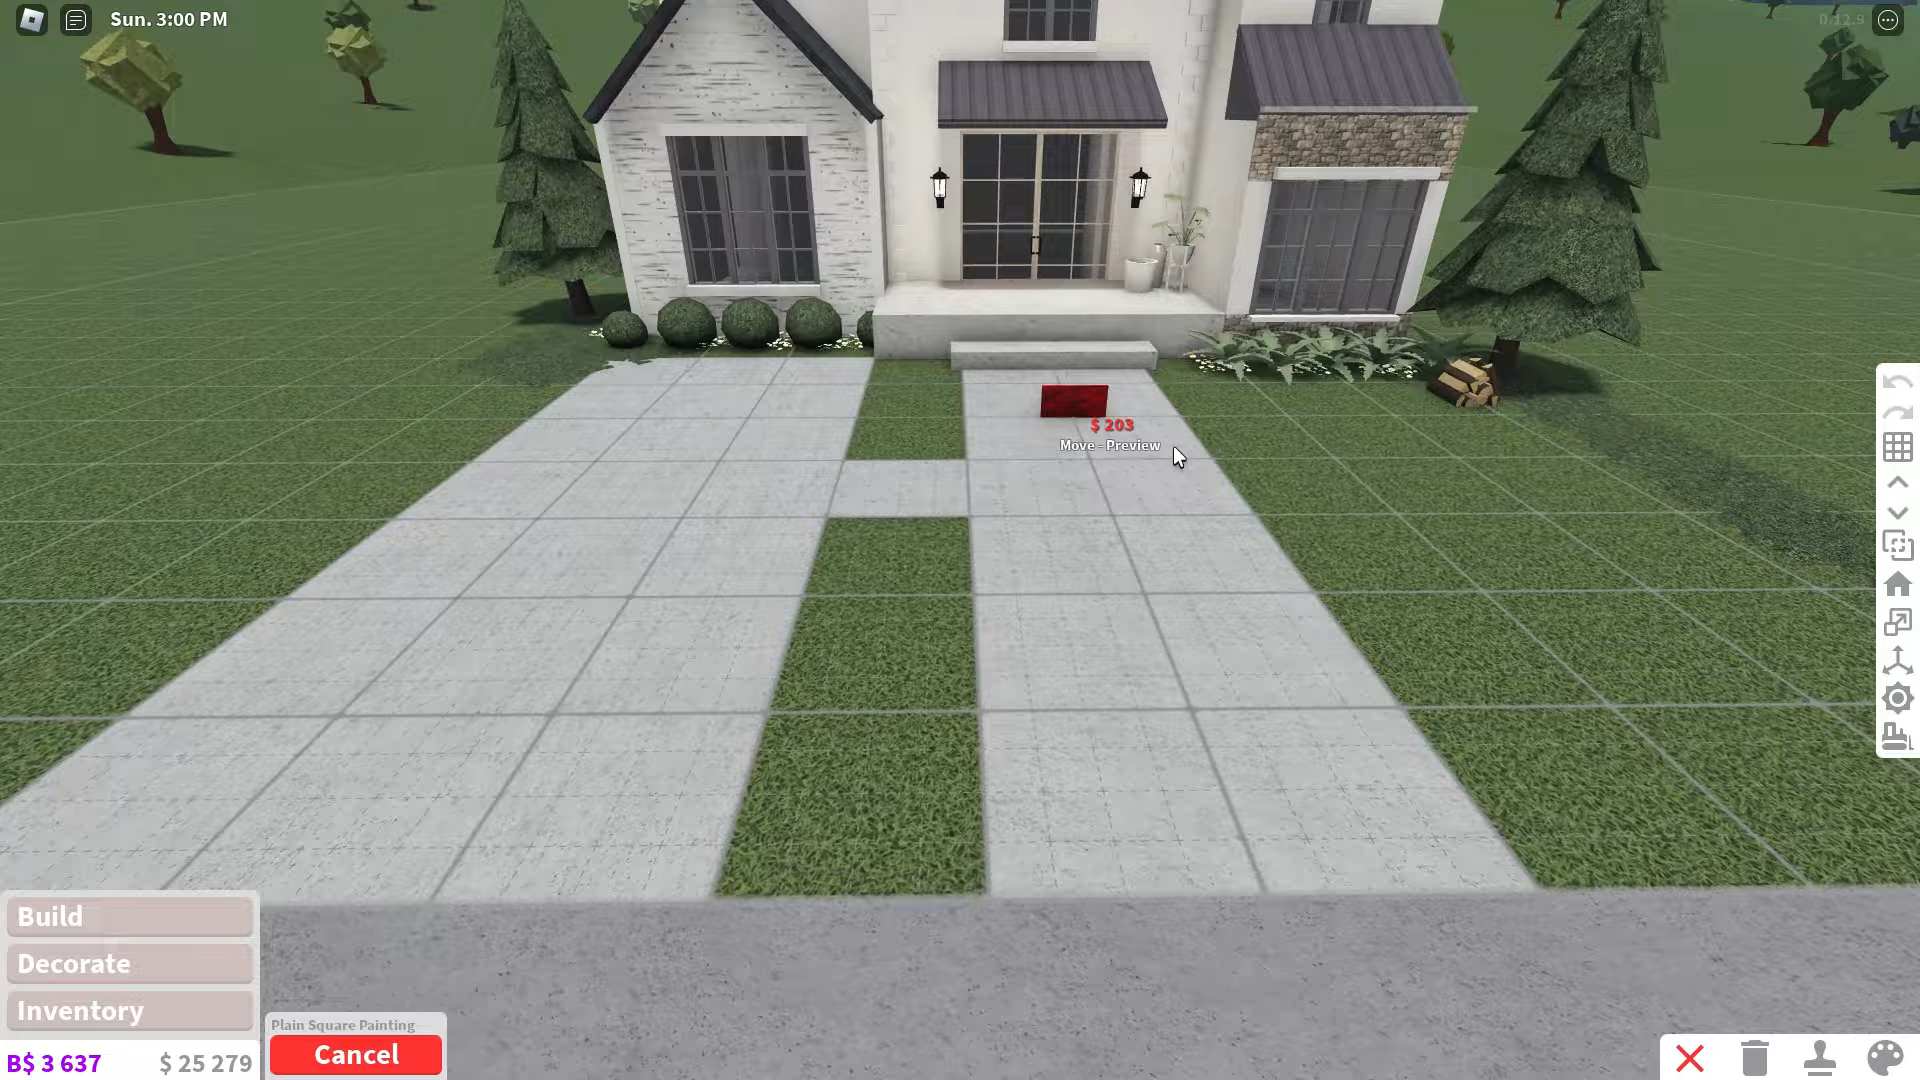 Sun. 3:00 PM
0.12.9
$ 203
Move - Preview
Build
Decorate
Inventory
Plain Square Painting
Cancel
B$ 3 637
$ 25 279